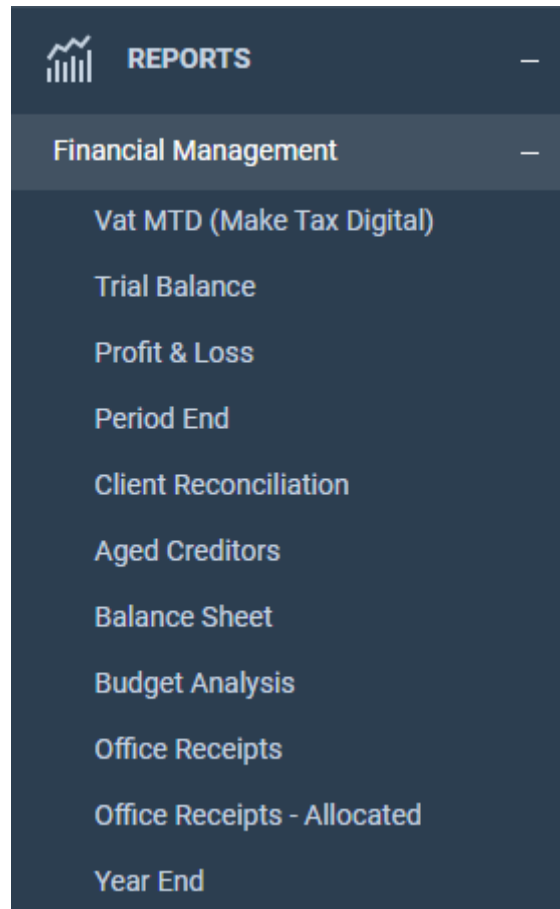 REPORTS
Financial Management
Vat MTD (Make Tax Digital)
Trial Balance
Profit & Loss
Period End
Client Reconciliation
Aged Creditors
Balance Sheet
Budget Analysis
Office Receipts
Office Receipts - Allocated
Year End